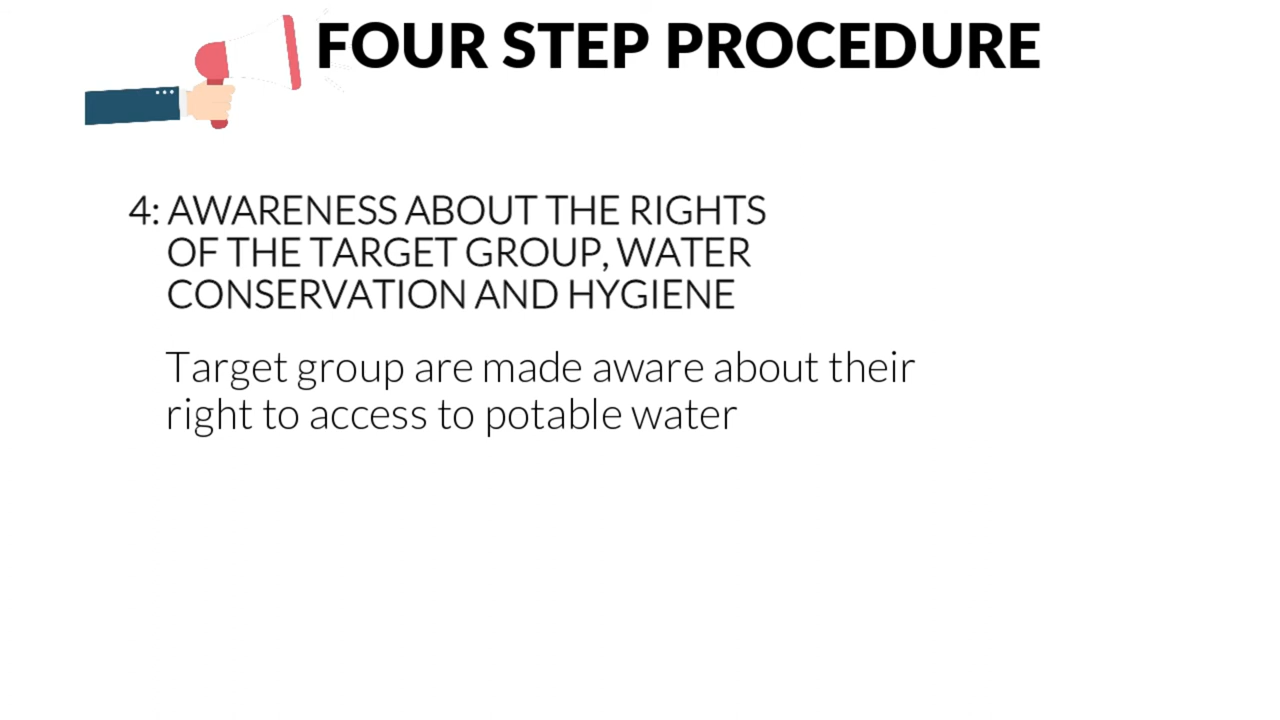 FOUR STEP PROCEDURE
4: AWARENESS ABOUT THE RIGHTS
OF THE TARGET GROUP, WATER
CONSERVATION AND HYGIENE
Target group are made aware about their
right to access to potable water